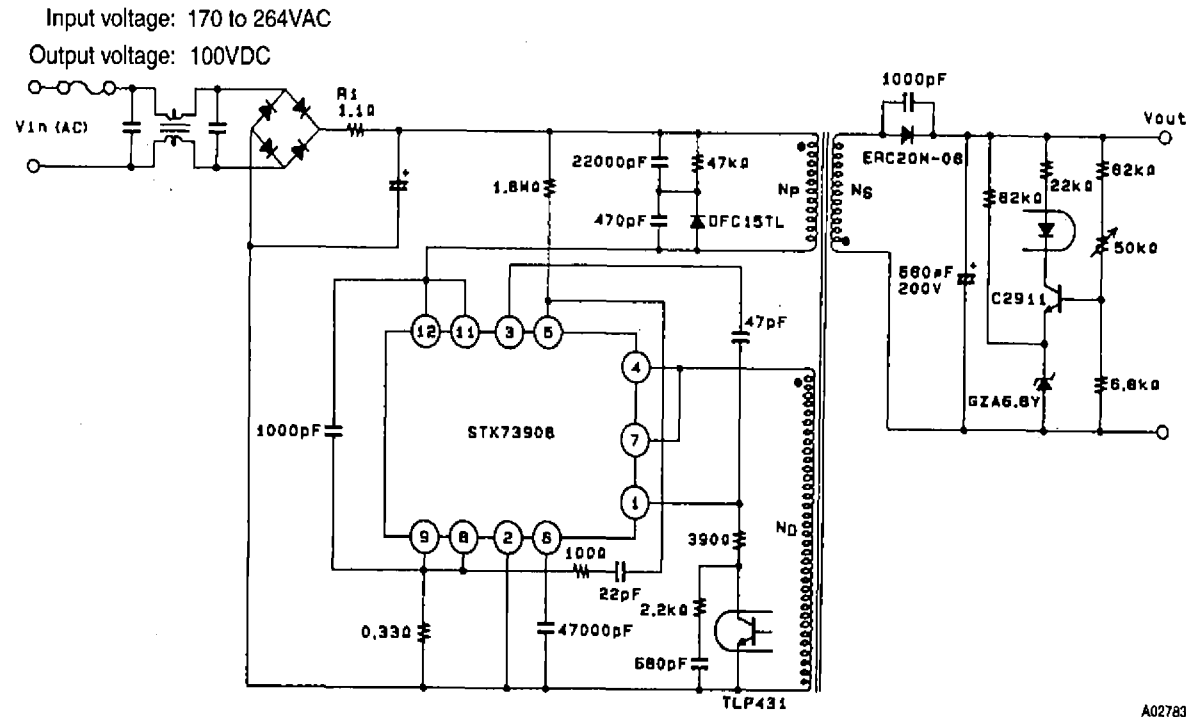 Input voltage: 170 to 264VAC
Output voltage: 100VDC
R1
1.1Ω
Vin (AC)
1000pF
Vout
ERC20M-08
22000pF
47kΩ
1.8MΩ
470pF
DFC15TL
NP
NS
82kΩ
22kΩ
82kΩ
50kΩ
560µF
200V
C2911
6.8kΩ
GZA6.8Y
12
11
3
5
47pF
4
1000pF
STK73908
7
1
ND
9
8
2
6
390Ω
100Ω
22pF
2.2kΩ
0.33Ω
47000pF
680pF
TLP431
A02783